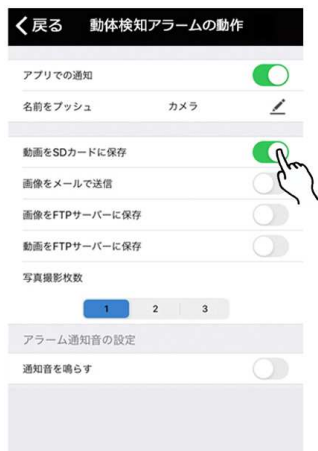 戻る 動体検知アラームの動作
アプリでの通知
名前をプッシュ カメラ
動画をSDカードに保存
画像をメールで送信
画像をFTPサーバーに保存
動画をFTPサーバーに保存
写真撮影枚数
1 2 3
アラーム通知音の設定
通知音を鳴らす